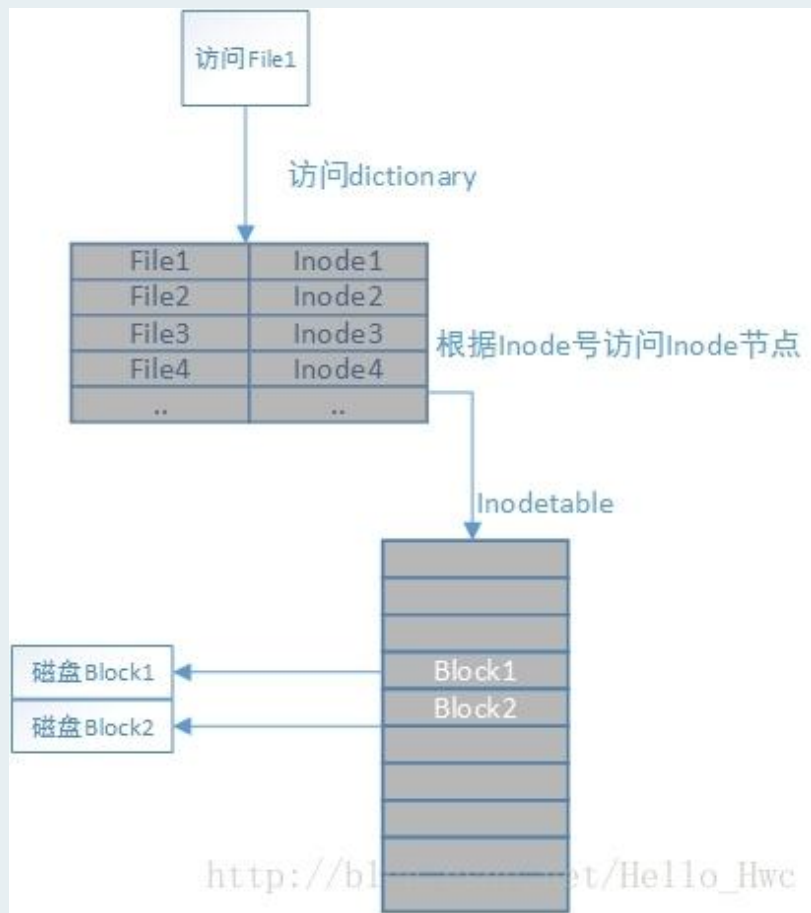 访问File1
访问dictionary
File1 Inode1
File2 Inode2
File3 Inode3
File4 Inode4
.. ..
根据Inode号访问Inode节点
Inodetable
磁盘Block1
Block1
磁盘Block2
Block2
http://bl et/Hello_Hwc